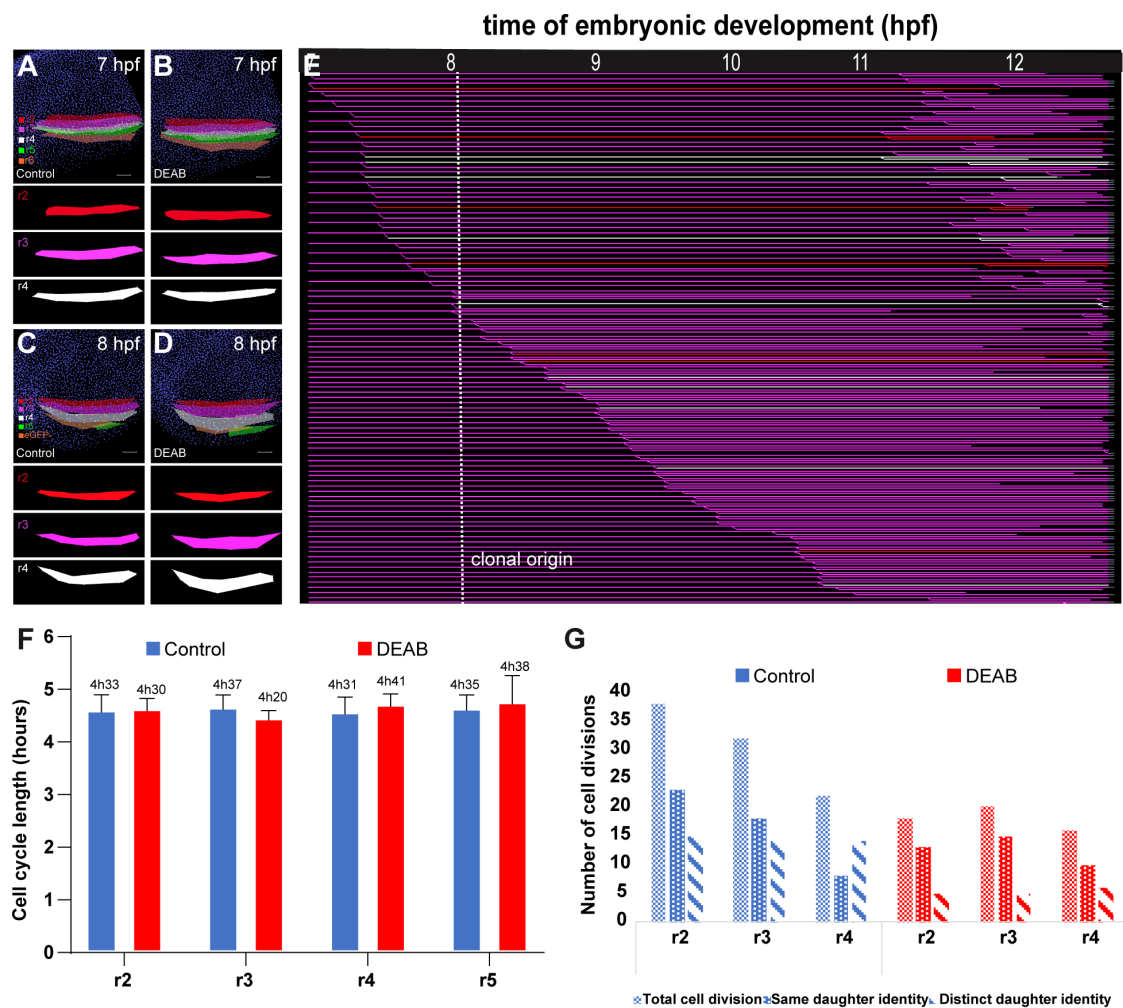 time of embryonic development (hpf)
A 7 hpf
r4
r5
r6
Control
B 7 hpf
DEAB
r2
r3
r4
C 8 hpf
r4
eGFP-
Control
D 8 hpf
DEAB
r2
r3
r4
E 8 9 10 11 12
clonal origin
F
Control DEAB
Cell cycle length (hours)
6
5
4
3
2
1
0
4h33 4h30 4h37 4h20 4h31 4h41 4h35 4h38
r2 r3 r4 r5
G
Control DEAB
Number of cell divisions
40
35
30
25
20
15
10
5
0
r2 r3 r4 r2 r3 r4
Total cell division Same daughter identity Distinct daughter identity